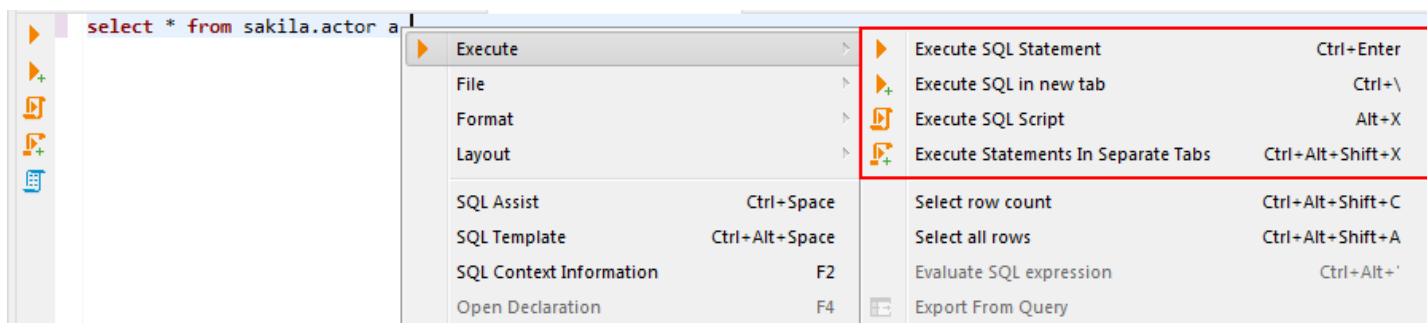 select * from sakila.actor a
Execute
File
Format
Layout
SQL Assist Ctrl+Space
SQL Template Ctrl+Alt+Space
SQL Context Information F2
Open Declaration F4
Execute SQL Statement Ctrl+Enter
Execute SQL in new tab Ctrl+\
Execute SQL Script Alt+X
Execute Statements In Separate Tabs Ctrl+Alt+Shift+X
Select row count Ctrl+Alt+Shift+C
Select all rows Ctrl+Alt+Shift+A
Evaluate SQL expression Ctrl+Alt+'
Export From Query